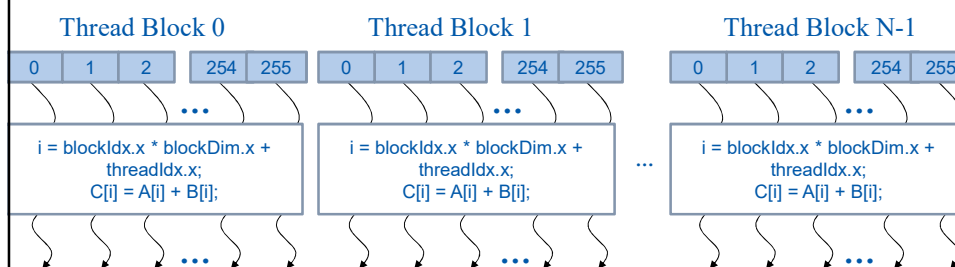 Thread Block 0
0 1 2 254 255
...
i = blockIdx.x * blockDim.x +
threadIdx.x;
C[i] = A[i] + B[i];
...
Thread Block 1
0 1 2 254 255
...
i = blockIdx.x * blockDim.x +
threadIdx.x;
C[i] = A[i] + B[i];
...
...
Thread Block N-1
0 1 2 254 255
...
i = blockIdx.x * blockDim.x +
threadIdx.x;
C[i] = A[i] + B[i];
...